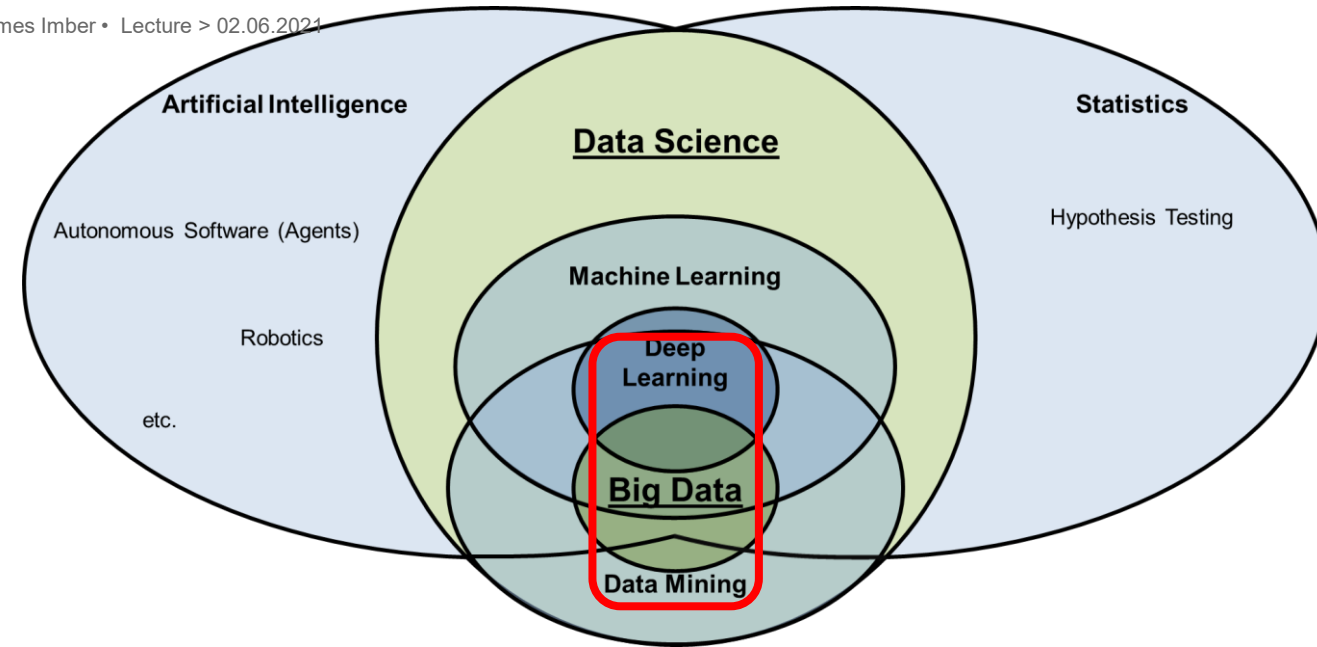 mes Imber • Lecture > 02.06.2021
Artificial Intelligence
Statistics
Data Science
Autonomous Software (Agents)
Hypothesis Testing
Machine Learning
Robotics
Deep
Learning
etc.
Big Data
Data Mining